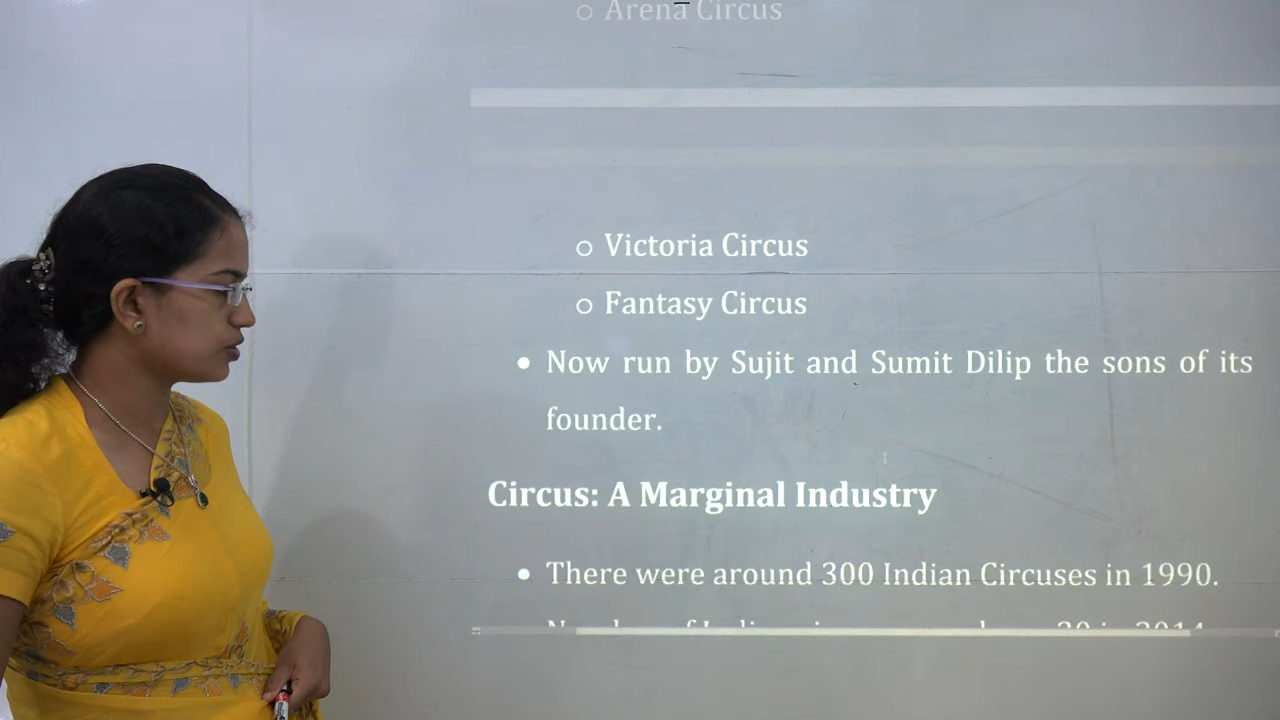 o Arena Circus
o Victoria Circus
o Fantasy Circus
• Now run by Sujit and Sumit Dilip the sons of its
founder.
Circus: A Marginal Industry
• There were around 300 Indian Circuses in 1990.